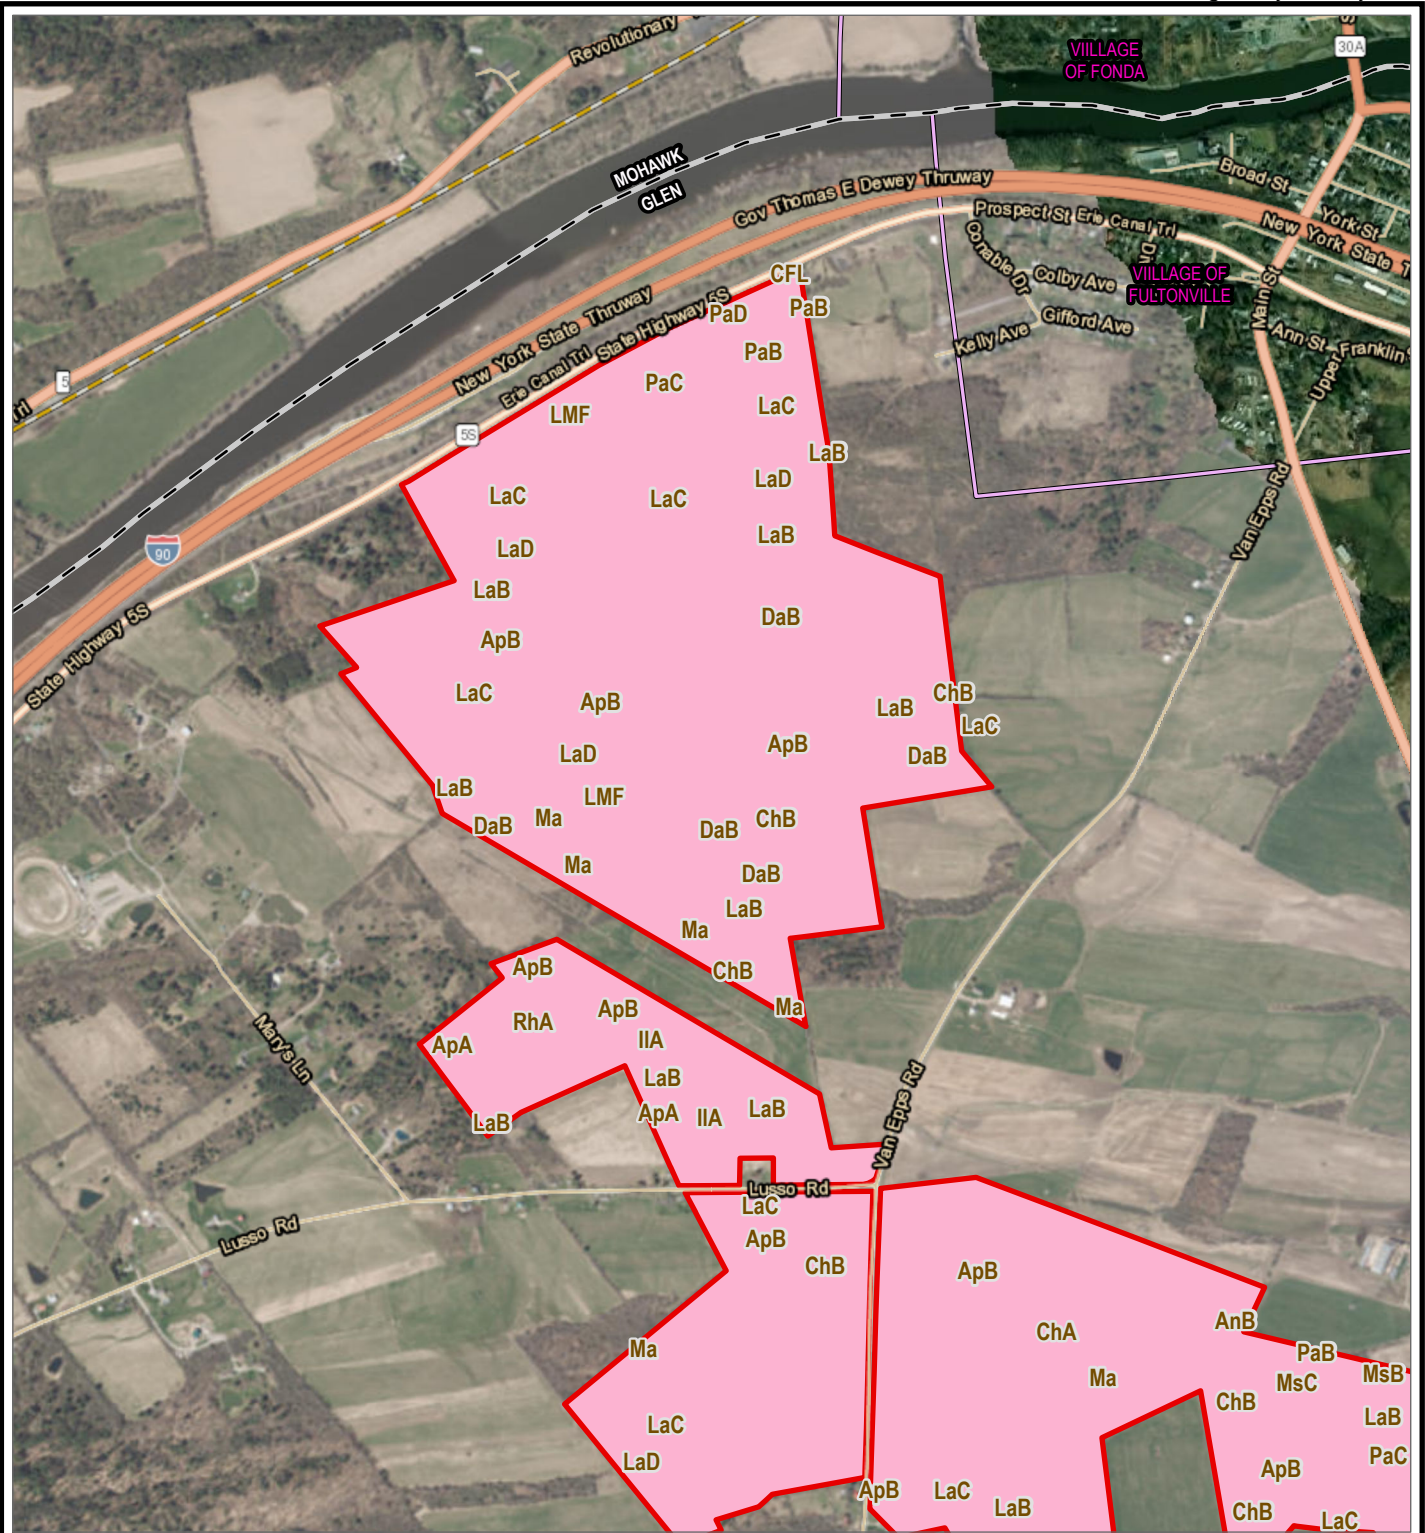 Revolutionary
VIILLAGE
OF FONDA
30A
MOHAWK
GLEN
Gov Thomas E Dewey Thruway
Broad St
Prospect St
Erie Canal Trl
York St
New York State T
Conable Dr
Colby Ave
VIILLAGE OF
FULTONVILLE
Main St
CFL
PaD
PaB
Gifford Ave
Kelly Ave
Ann St
Franklin
Upper
New York State Thruway
Erie Canal Trl
State Highway 5S
PaB
5
Trl
PaC
LMF
LaC
5S
LaB
LaD
LaC
LaC
Van Epps Rd
90
LaD
LaB
LaB
State Highway 5S
DaB
ApB
LaC
ApB
LaB
ChB
LaC
LaD
ApB
DaB
LaB
LMF
DaB
Ma
DaB
ChB
Ma
DaB
LaB
Ma
ChB
Ma
ApB
RhA
ApB
IIA
ApA
Mary's Ln
LaB
Van Epps Rd
LaB
ApA
IIA
LaB
Lusso Rd
LaC
Lusso Rd
ApB
ChB
ApB
AnB
ChA
Ma
PaB
Ma
MsC
MsB
ChB
LaB
LaC
PaC
LaD
ApB
ApB
LaC
LaB
ChB
LaC